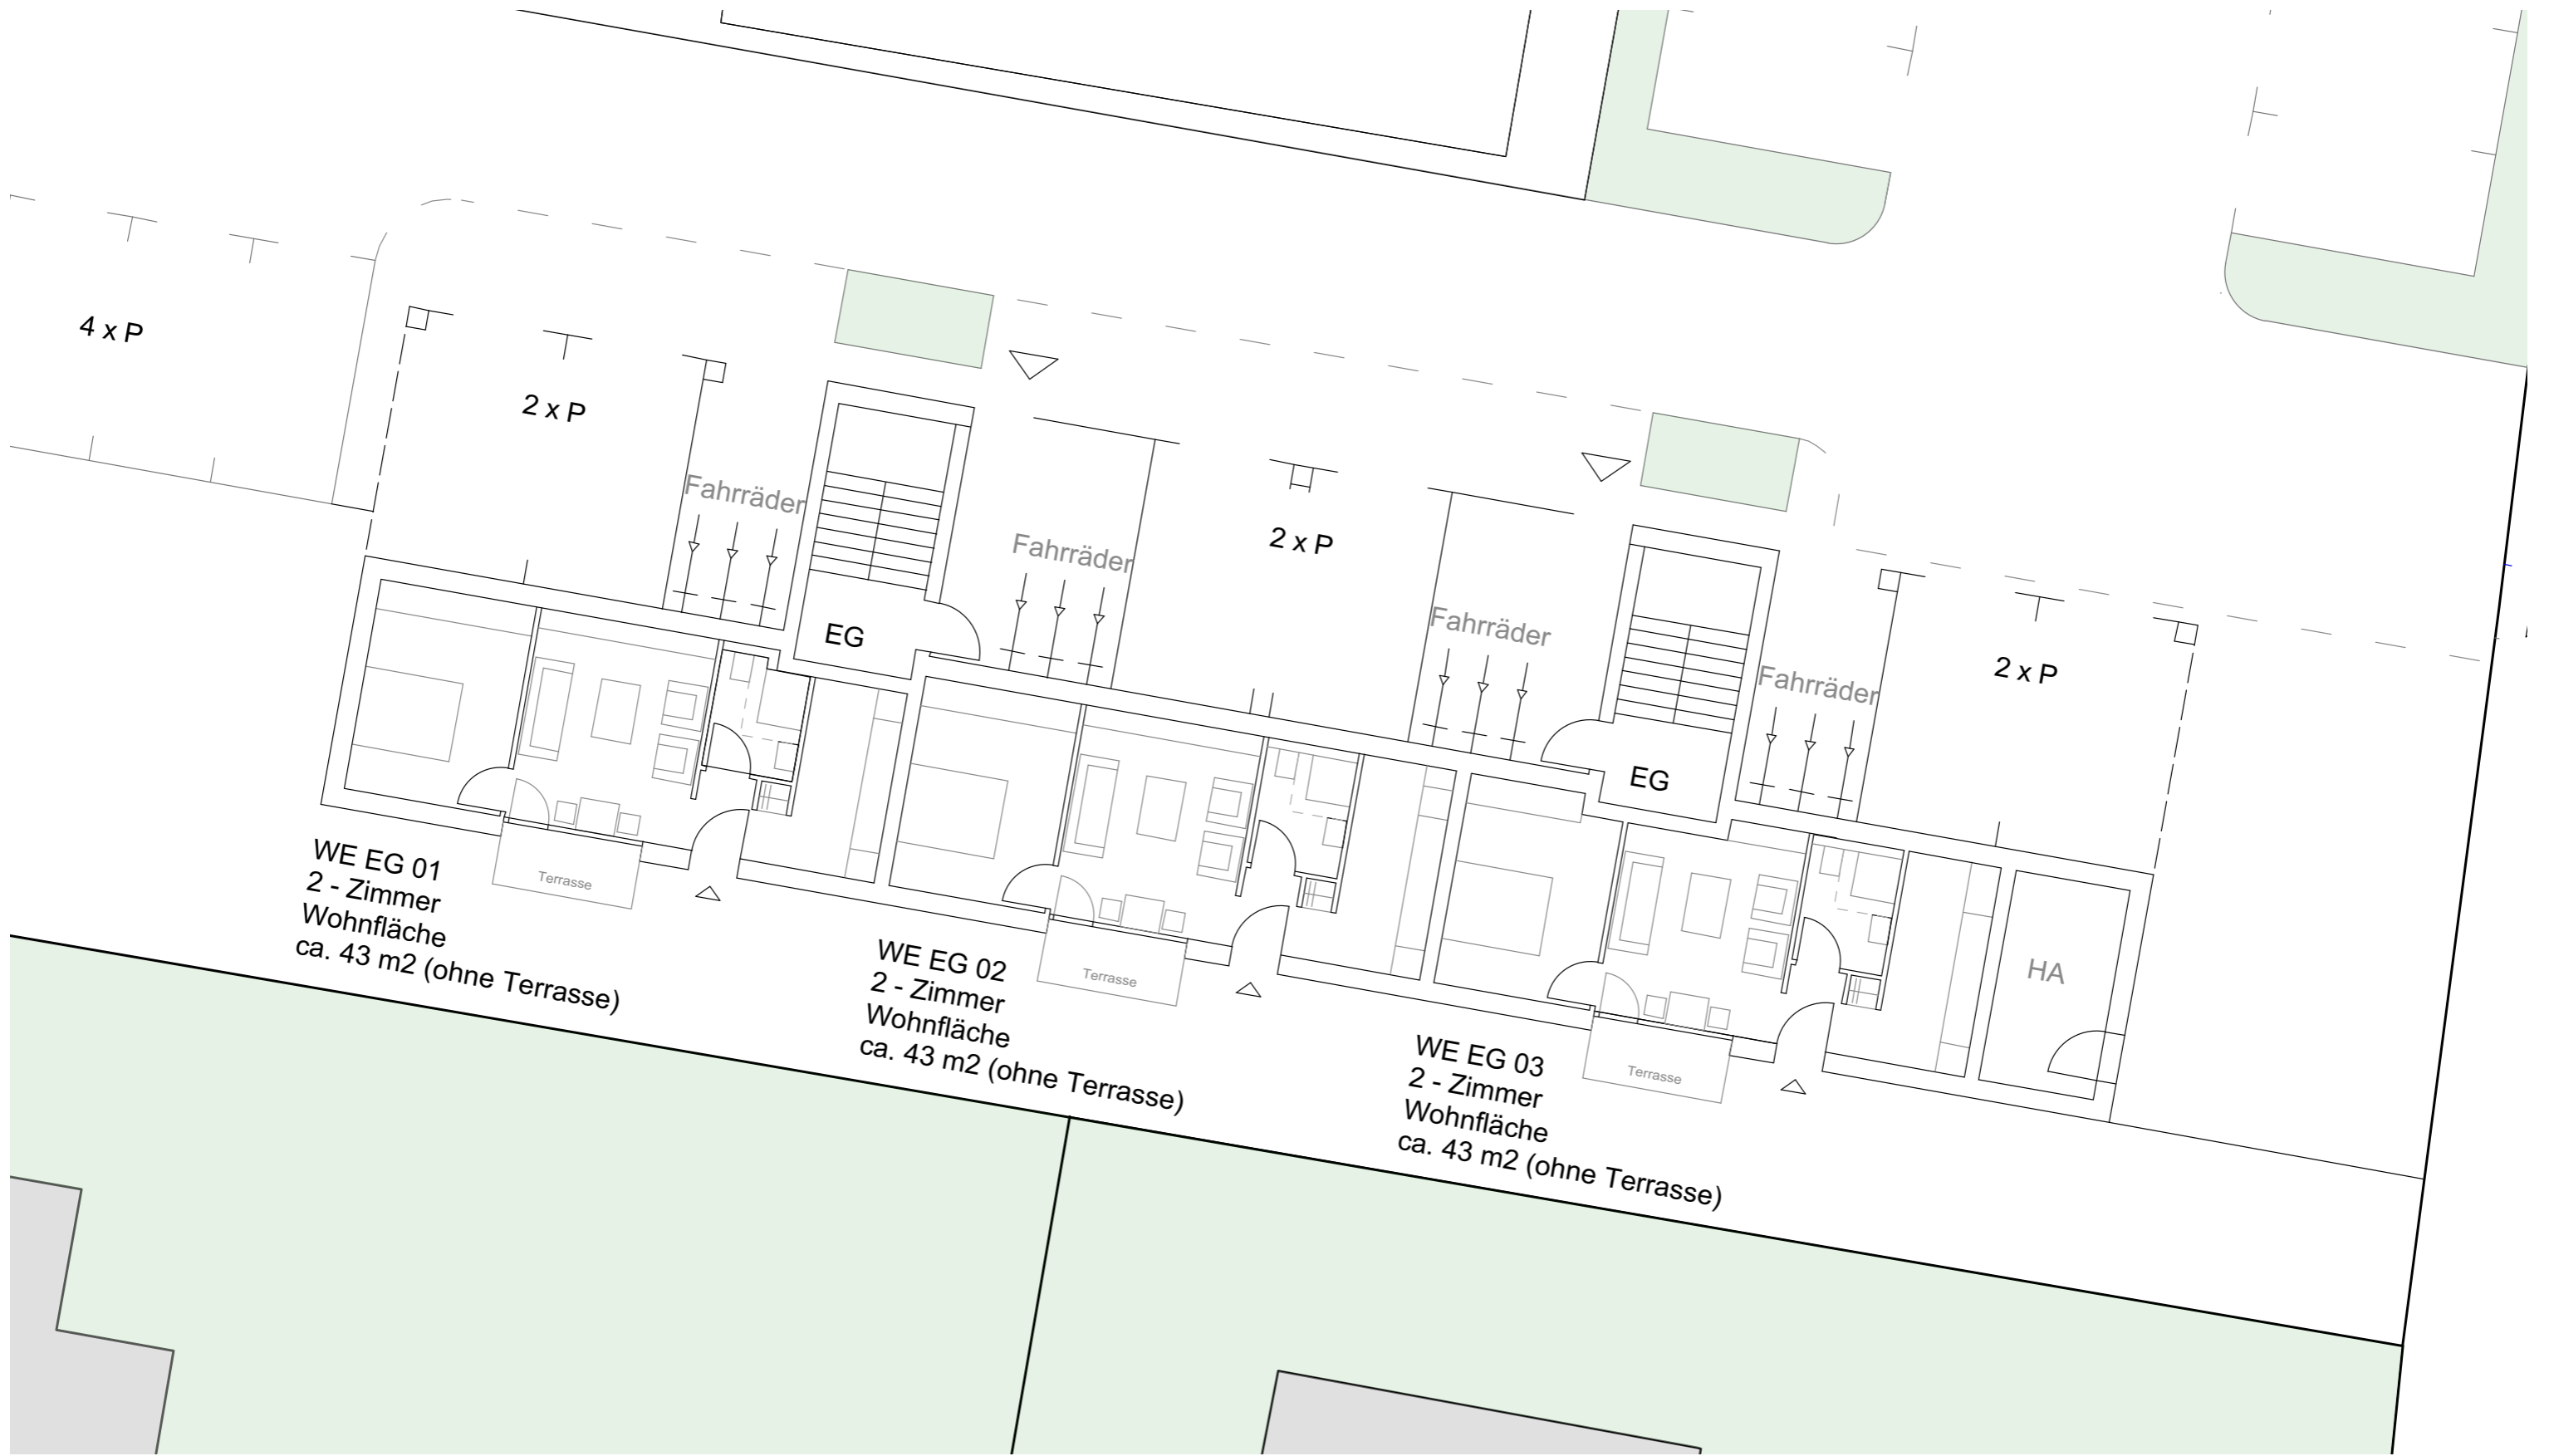 4 x P
2 x P
Fahrräder
Fahrräder
2 x P
Fahrräder
Fahrräder
2 x P
EG
EG
HA
Terrasse
Terrasse
Terrasse
WE EG 01
2 - Zimmer
Wohnfläche
ca. 43 m2 (ohne Terrasse)
WE EG 02
2 - Zimmer
Wohnfläche
ca. 43 m2 (ohne Terrasse)
WE EG 03
2 - Zimmer
Wohnfläche
ca. 43 m2 (ohne Terrasse)